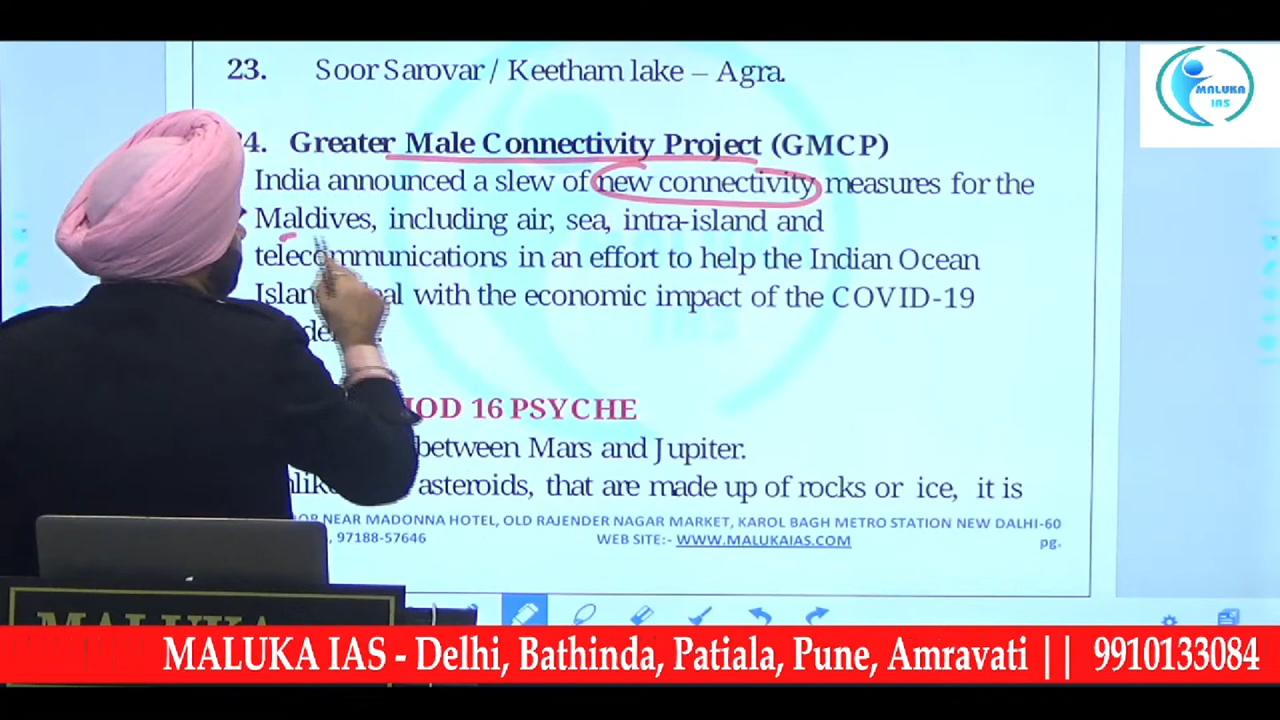 23. Soor Sarovar / Keetham lake – Agra.
MALUKA
IAS
4. Greater Male Connectivity Project (GMCP)
India announced a slew of new connectivity measures for the
Maldives, including air, sea, intra-island and
telecommunications in an effort to help the Indian Ocean
deal with the economic impact of the COVID-19
16 PSYCHE
between Mars and Jupiter.
asteroids, that are made up of rocks or ice, it is
NEAR MADONNA HOTEL, OLD RAJENDER NAGAR MARKET, KAROL BAGH METRO STATION NEW DELHI-60
, 97188-57646 WEB SITE:- WWW.MALUKAIAS.COM pg.
IAS
MALUKA
MALUKA IAS - Delhi, Bathinda, Patiala, Pune, Amravati || 9910133084